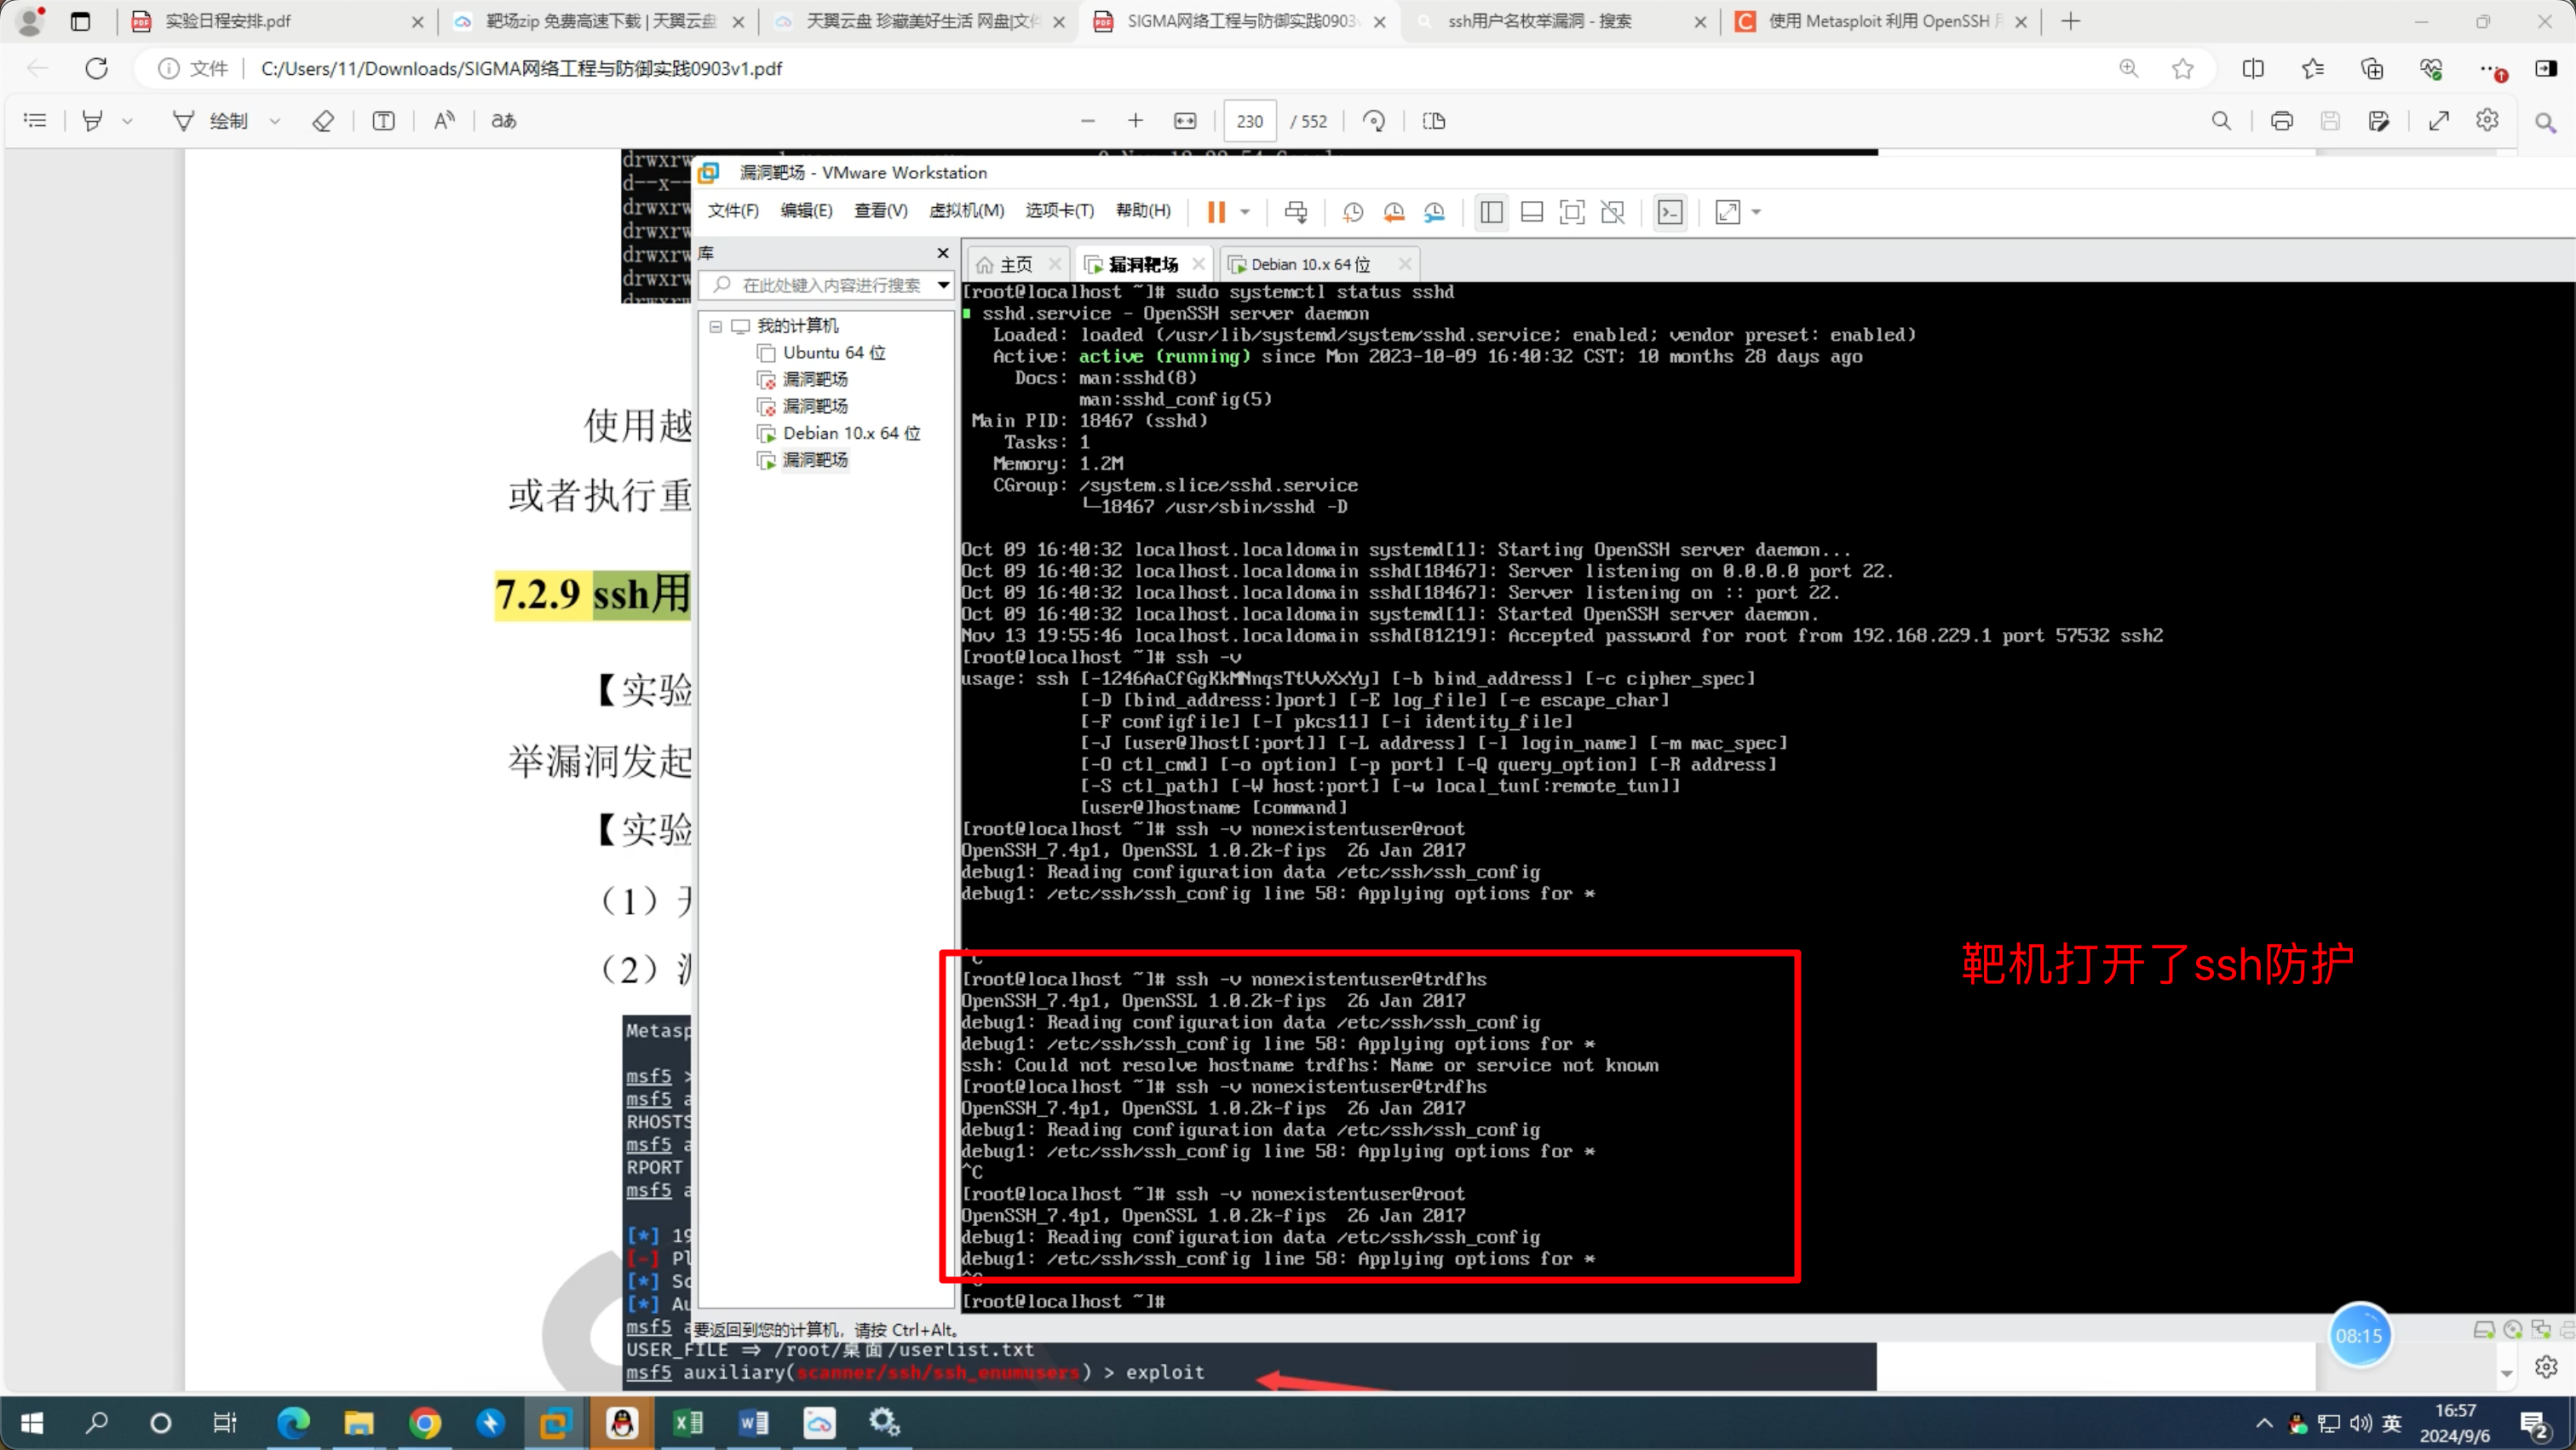 实验日程安排.pdf
靶场zip 免费高速下载 | 天翼云盘
天翼云盘 珍藏美好生活 网盘|文件
SIGMA网络工程与防御实践0903
ssh用户名枚举漏洞 - 搜索
使用 Metasploit 利用 OpenSSH
文件
C:/Users/11/Downloads/SIGMA网络工程与防御实践0903v1.pdf
绘制
aあ
230 / 552
drwxrw
d--x--
drwxrw
drwxrw
drwxrw
drwxrw
使用越
或者执行重
7.2.9 ssh用
【实验
举漏洞发起
【实验
（1）
（2）
漏洞靶场 - VMware Workstation
文件(F) 编辑(E) 查看(V) 虚拟机(M) 选项卡(T) 帮助(H)
库
在此处键入内容进行搜索
我的计算机
Ubuntu 64 位
漏洞靶场
漏洞靶场
Debian 10.x 64 位
漏洞靶场
主页 漏洞靶场 Debian 10.x 64 位
[root@localhost ~]# sudo systemctl status sshd
sshd.service - OpenSSH server daemon
Loaded: loaded (/usr/lib/systemd/system/sshd.service; enabled; vendor preset: enabled)
Active: active (running) since Mon 2023-10-09 16:40:32 CST; 10 months 28 days ago
Docs: man:sshd(8)
man:sshd_config(5)
Main PID: 18467 (sshd)
Tasks: 1
Memory: 1.2M
CGroup: /system.slice/sshd.service
└─18467 /usr/sbin/sshd -D
Oct 09 16:40:32 localhost.localdomain systemd[1]: Starting OpenSSH server daemon...
Oct 09 16:40:32 localhost.localdomain sshd[18467]: Server listening on 0.0.0.0 port 22.
Oct 09 16:40:32 localhost.localdomain sshd[18467]: Server listening on :: port 22.
Oct 09 16:40:32 localhost.localdomain systemd[1]: Started OpenSSH server daemon.
Nov 13 19:55:46 localhost.localdomain sshd[81219]: Accepted password for root from 192.168.229.1 port 57532 ssh2
[root@localhost ~]# ssh -v
usage: ssh [-1246AaCfGgKkMNnqsTtVvXxYy] [-b bind_address] [-c cipher_spec]
[-D [bind_address:]port] [-E log_file] [-e escape_char]
[-F configfile] [-I pkcs11] [-i identity_file]
[-J [user@]host[:port]] [-L address] [-l login_name] [-m mac_spec]
[-O ctl_cmd] [-o option] [-p port] [-Q query_option] [-R address]
[-S ctl_path] [-W host:port] [-w local_tun[:remote_tun]]
[user@]hostname [command]
[root@localhost ~]# ssh -v nonexistentuser@root
OpenSSH_7.4p1, OpenSSL 1.0.2k-fips  26 Jan 2017
debug1: Reading configuration data /etc/ssh/ssh_config
debug1: /etc/ssh/ssh_config line 58: Applying options for *
^C
[root@localhost ~]# ssh -v nonexistentuser@trdfhs
OpenSSH_7.4p1, OpenSSL 1.0.2k-fips  26 Jan 2017
debug1: Reading configuration data /etc/ssh/ssh_config
debug1: /etc/ssh/ssh_config line 58: Applying options for *
ssh: Could not resolve hostname trdfhs: Name or service not known
[root@localhost ~]# ssh -v nonexistentuser@trdfhs
OpenSSH_7.4p1, OpenSSL 1.0.2k-fips  26 Jan 2017
debug1: Reading configuration data /etc/ssh/ssh_config
debug1: /etc/ssh/ssh_config line 58: Applying options for *
^C
[root@localhost ~]# ssh -v nonexistentuser@root
OpenSSH_7.4p1, OpenSSL 1.0.2k-fips  26 Jan 2017
debug1: Reading configuration data /etc/ssh/ssh_config
debug1: /etc/ssh/ssh_config line 58: Applying options for *
^C
[root@localhost ~]#
靶机打开了ssh防护
Metasp
msf5 >
msf5 a
RHOSTS
msf5 a
RPORT
msf5 a
[*] 19
[-] Pl
[*] Sc
[*] Au
msf5 a
要返回到您的计算机，请按 Ctrl+Alt。
USER_FILE ⇒ /root/桌面/userlist.txt
msf5 auxiliary(scanner/ssh/ssh_enumusers) > exploit
08:15
英
16:57
2024/9/6
2